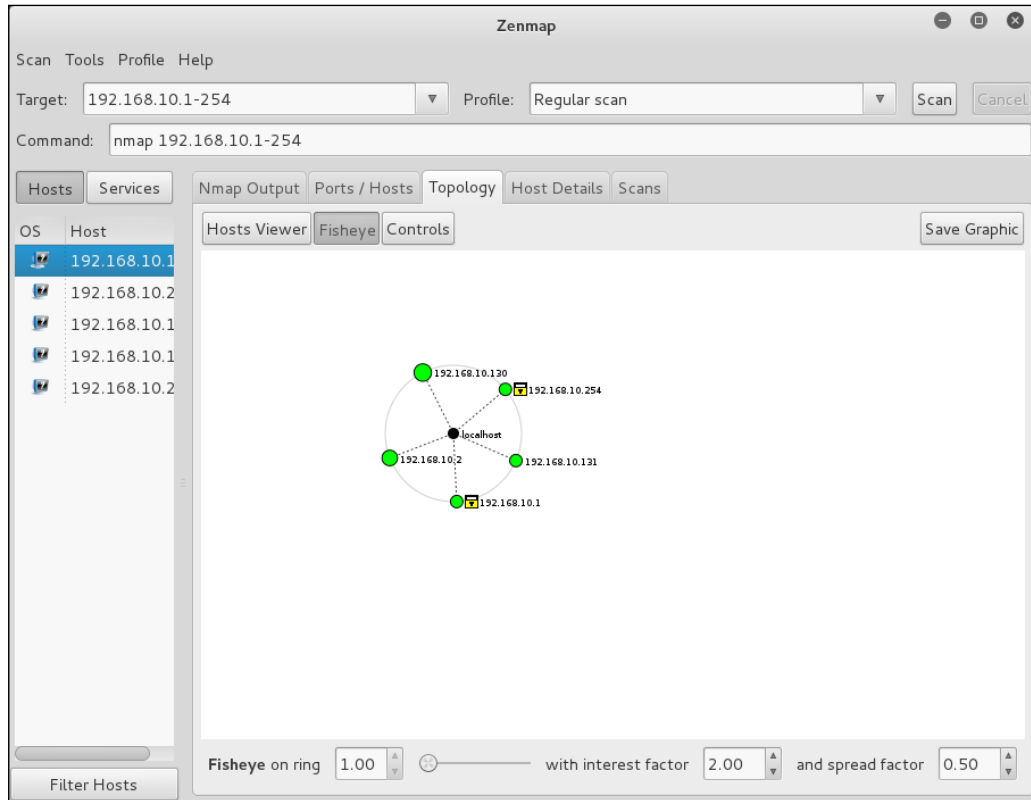 Zenmap
Scan Tools Profile Help
Target: 192.168.10.1-254 Profile: Regular scan Scan Cancel
Command: nmap 192.168.10.1-254
Hosts Services Nmap Output Ports / Hosts Topology Host Details Scans
OS Host Hosts Viewer Fisheye Controls Save Graphic
192.168.10.1
192.168.10.2
192.168.10.1
192.168.10.1
192.168.10.2
192.168.10.130
192.168.10.254
localhost
192.168.10.2
192.168.10.131
192.168.10.1
Fisheye on ring 1.00 with interest factor 2.00 and spread factor 0.50
Filter Hosts